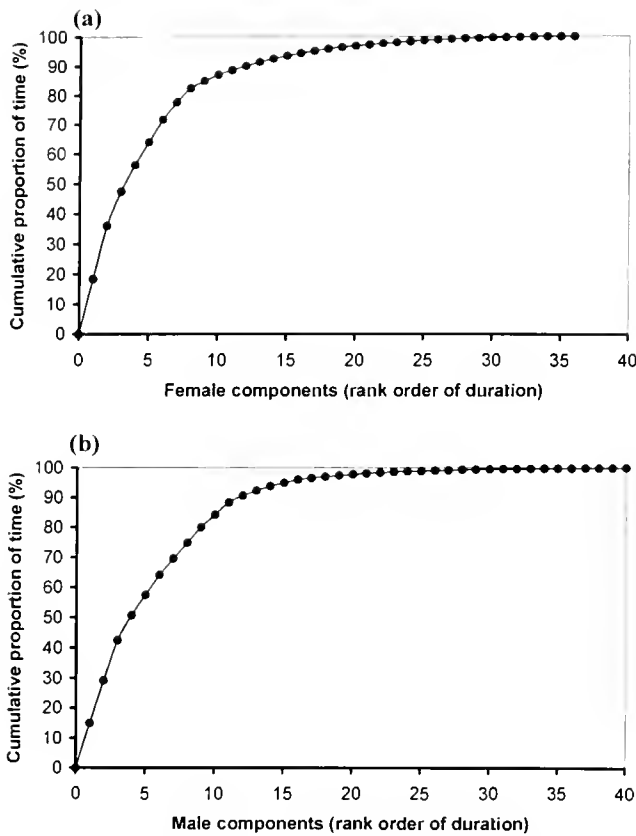 (a)
100
90
80
70
60
50
40
30
20
10
0
Cumulative proportion of time (%)
0 5 10 15 20 25 30 35 40
Female components (rank order of duration)
(b)
100
90
80
70
60
50
40
30
20
10
0
Cumulative proportion of time (%)
0 5 10 15 20 25 30 35 40
Male components (rank order of duration)